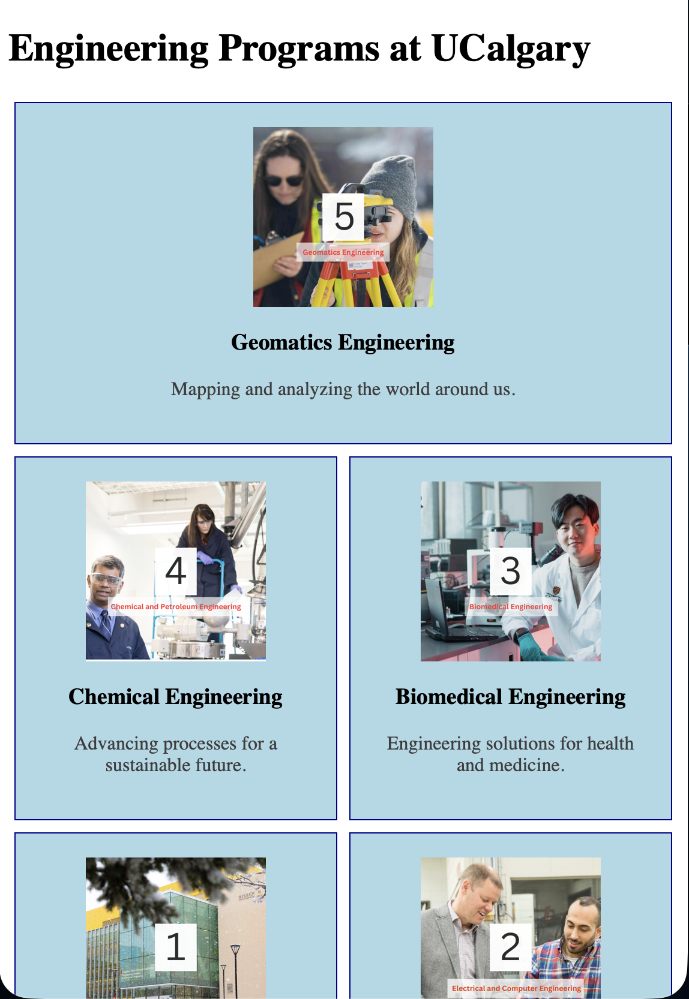 Engineering Programs at UCalgary
5
Geomatics Engineering
Geomatics Engineering
Mapping and analyzing the world around us.
4
Chemical and Petroleum Engineering
Chemical Engineering
Advancing processes for a
sustainable future.
3
Biomedical Engineering
Biomedical Engineering
Engineering solutions for health
and medicine.
1
SCHULICH
2
Electrical and Computer Engineering